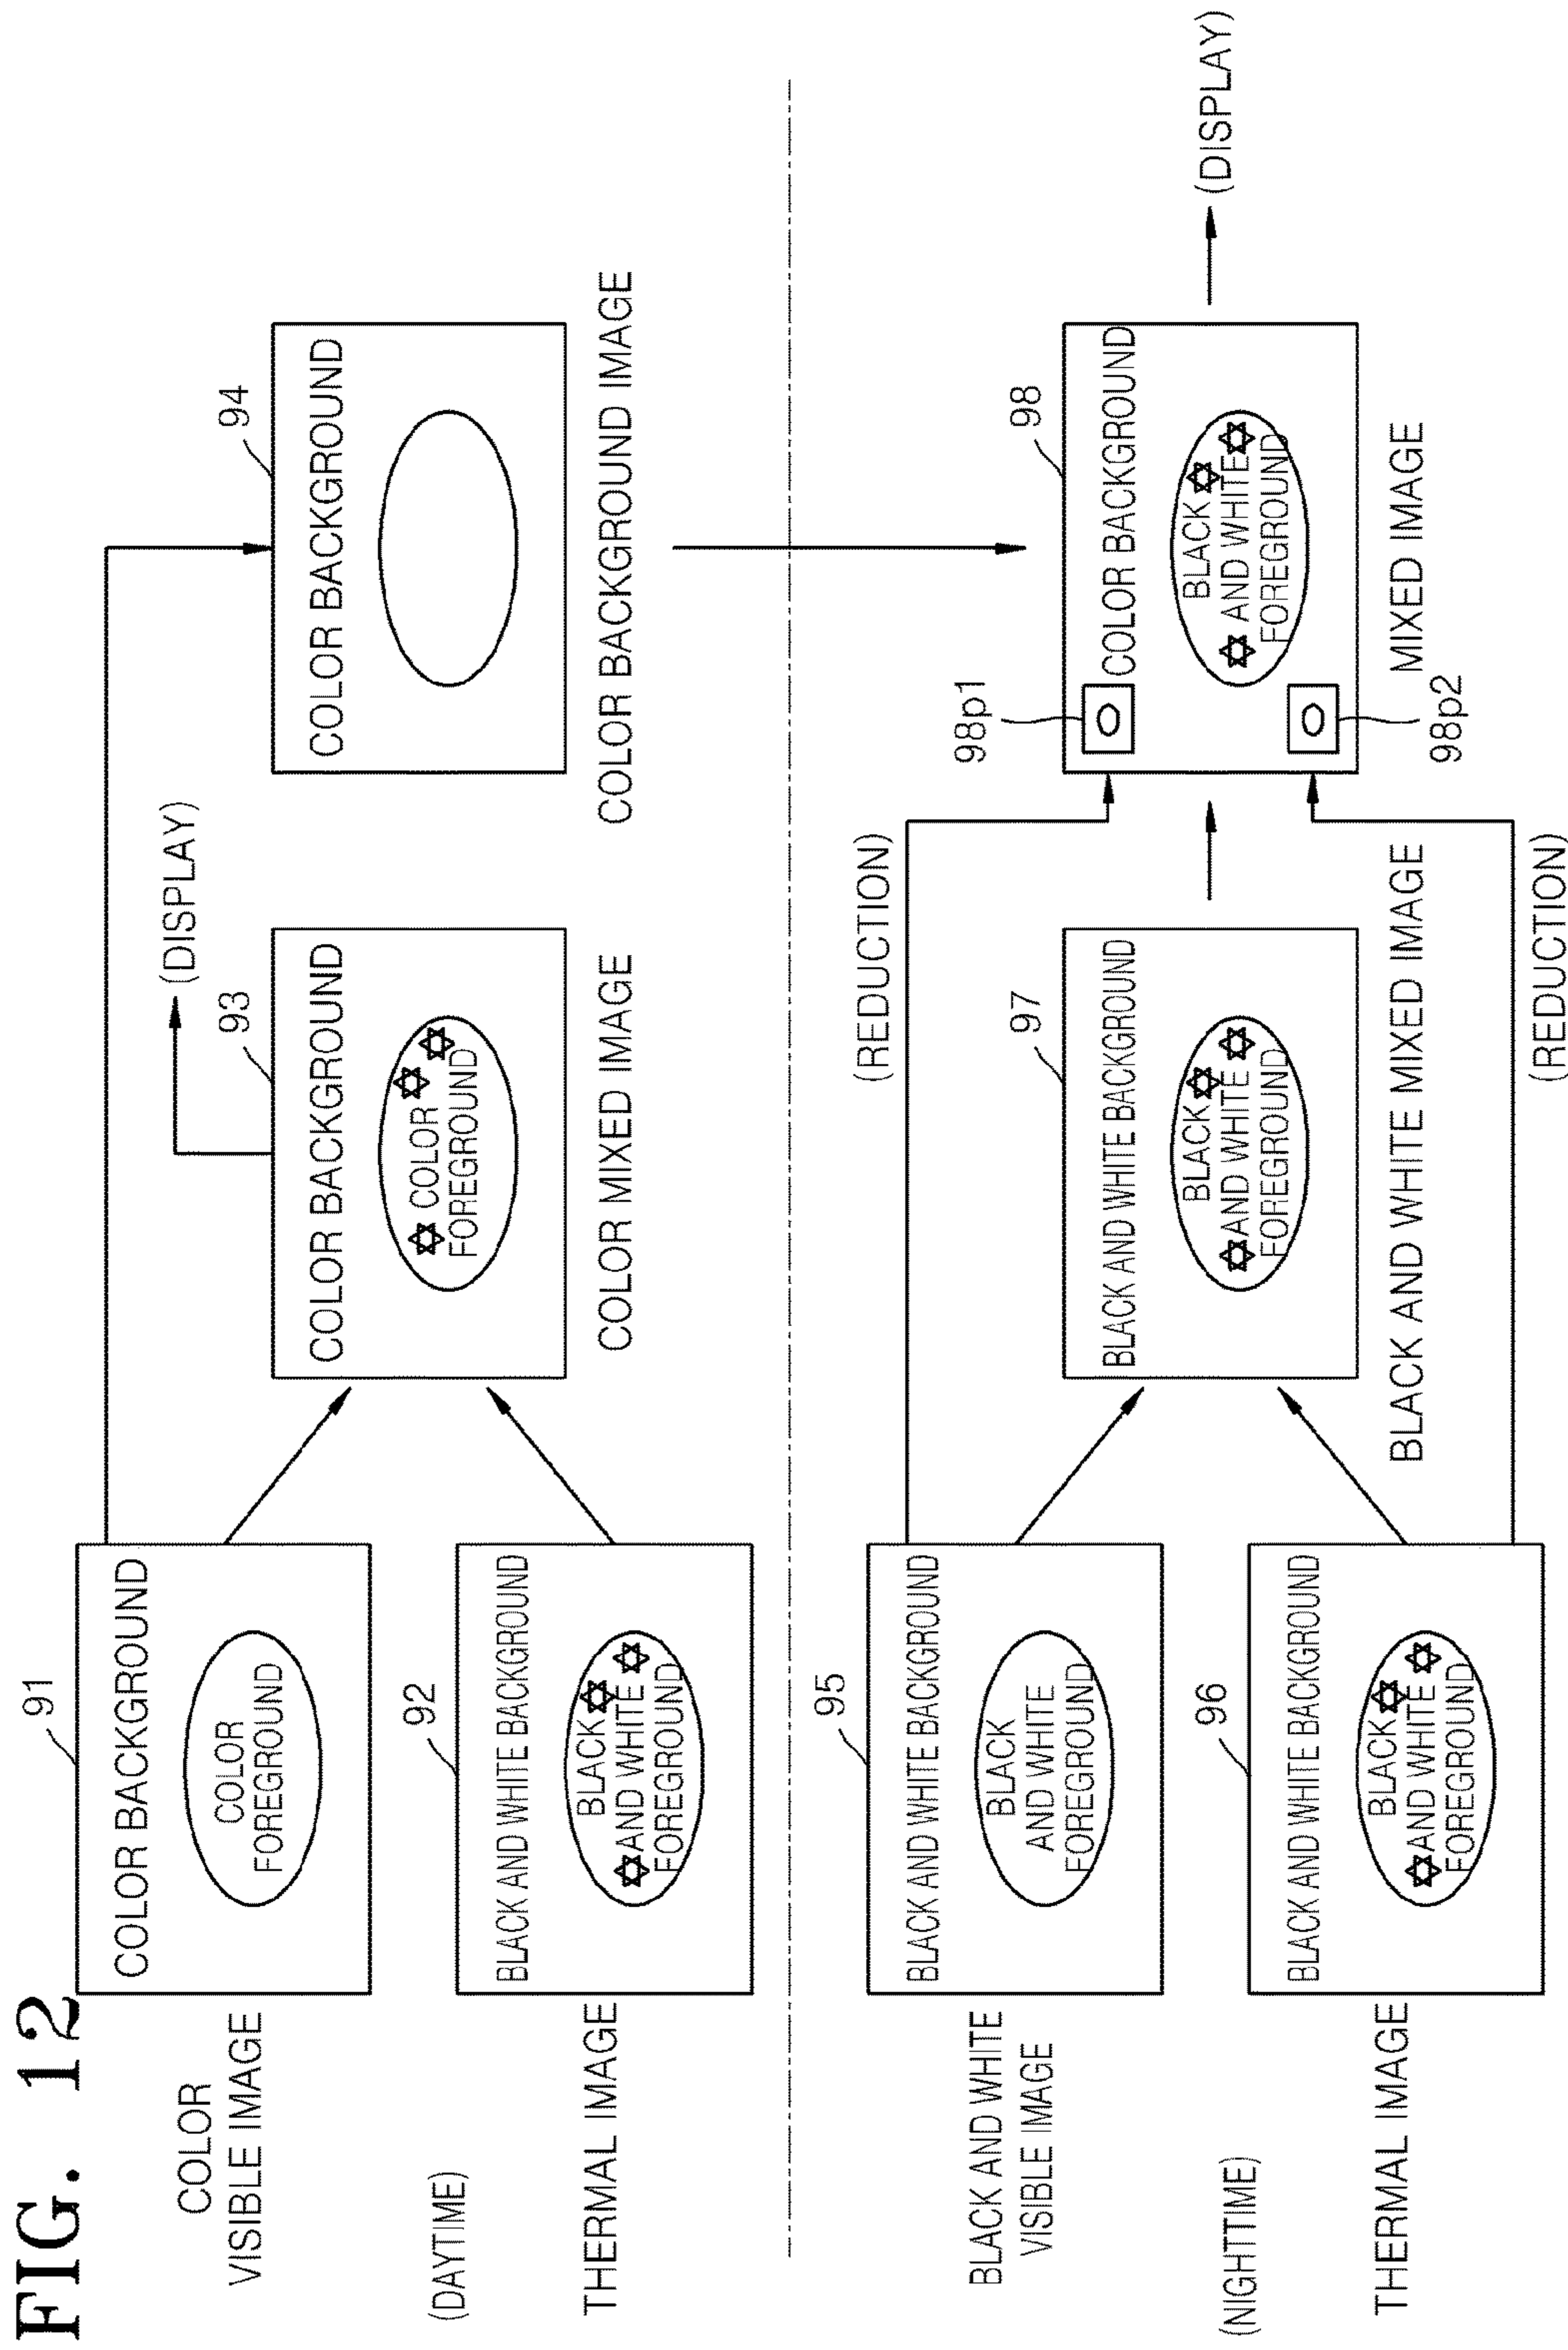 FIG. 12
COLOR
VISIBLE IMAGE
91
COLOR BACKGROUND
COLOR
FOREGROUND
(DAYTIME)
THERMAL IMAGE
92
BLACK AND WHITE BACKGROUND
BLACK
AND WHITE
FOREGROUND
(DISPLAY)
93
COLOR BACKGROUND
COLOR
FOREGROUND
COLOR MIXED IMAGE
94
COLOR BACKGROUND
COLOR BACKGROUND IMAGE
BLACK AND WHITE
VISIBLE IMAGE
95
BLACK AND WHITE BACKGROUND
BLACK
AND WHITE
FOREGROUND
(NIGHTTIME)
THERMAL IMAGE
96
BLACK AND WHITE BACKGROUND
BLACK
AND WHITE
FOREGROUND
(REDUCTION)
97
BLACK AND WHITE BACKGROUND
BLACK
AND WHITE
FOREGROUND
BLACK AND WHITE MIXED IMAGE
(REDUCTION)
98p1
98
COLOR BACKGROUND
BLACK
AND WHITE
FOREGROUND
MIXED IMAGE
98p2
(DISPLAY)